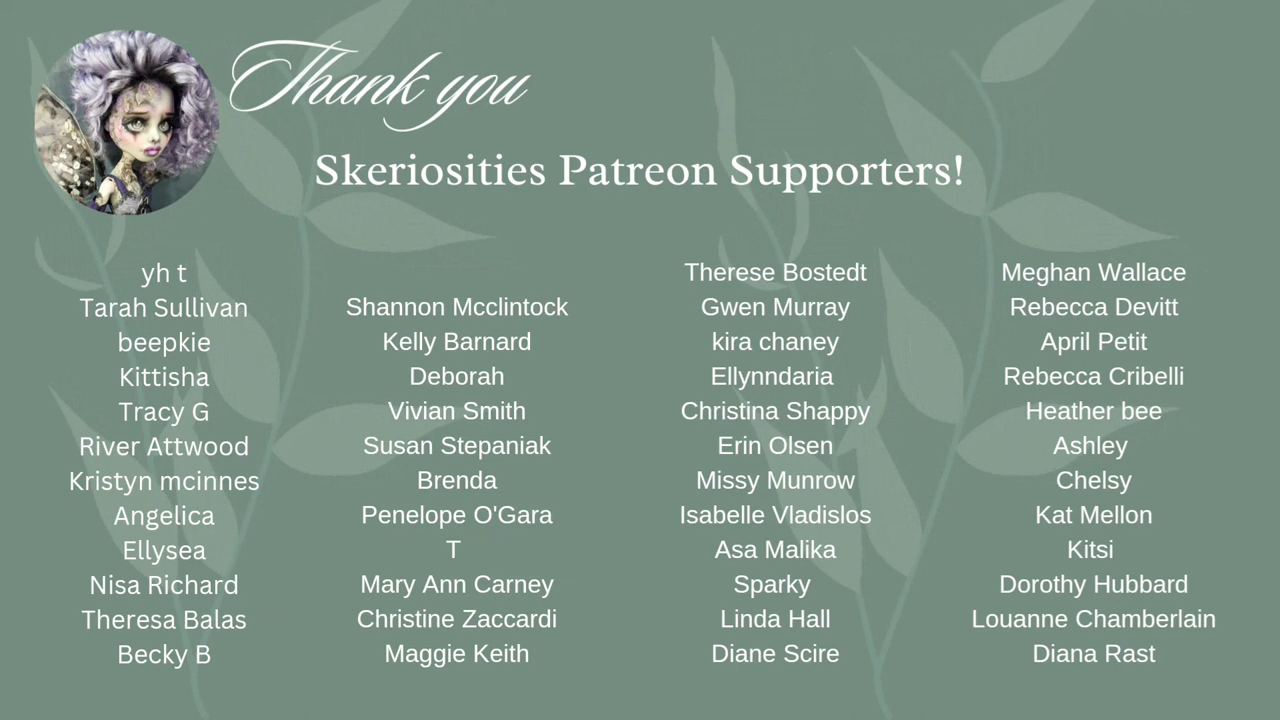 Thank you
Skeriosities Patreon Supporters!
yh t
Tarah Sullivan
beepkie
Kittisha
Tracy G
River Attwood
Kristyn mcinnes
Angelica
Ellysea
Nisa Richard
Theresa Balas
Becky B
Shannon Mcclintock
Kelly Barnard
Deborah
Vivian Smith
Susan Stepaniak
Brenda
Penelope O'Gara
T
Mary Ann Carney
Christine Zaccardi
Maggie Keith
Therese Bostedt
Gwen Murray
kira chaney
Ellynndaria
Christina Shappy
Erin Olsen
Missy Munrow
Isabelle Vladislos
Asa Malika
Sparky
Linda Hall
Diane Scire
Meghan Wallace
Rebecca Devitt
April Petit
Rebecca Cribelli
Heather bee
Ashley
Chelsy
Kat Mellon
Kitsi
Dorothy Hubbard
Louanne Chamberlain
Diana Rast